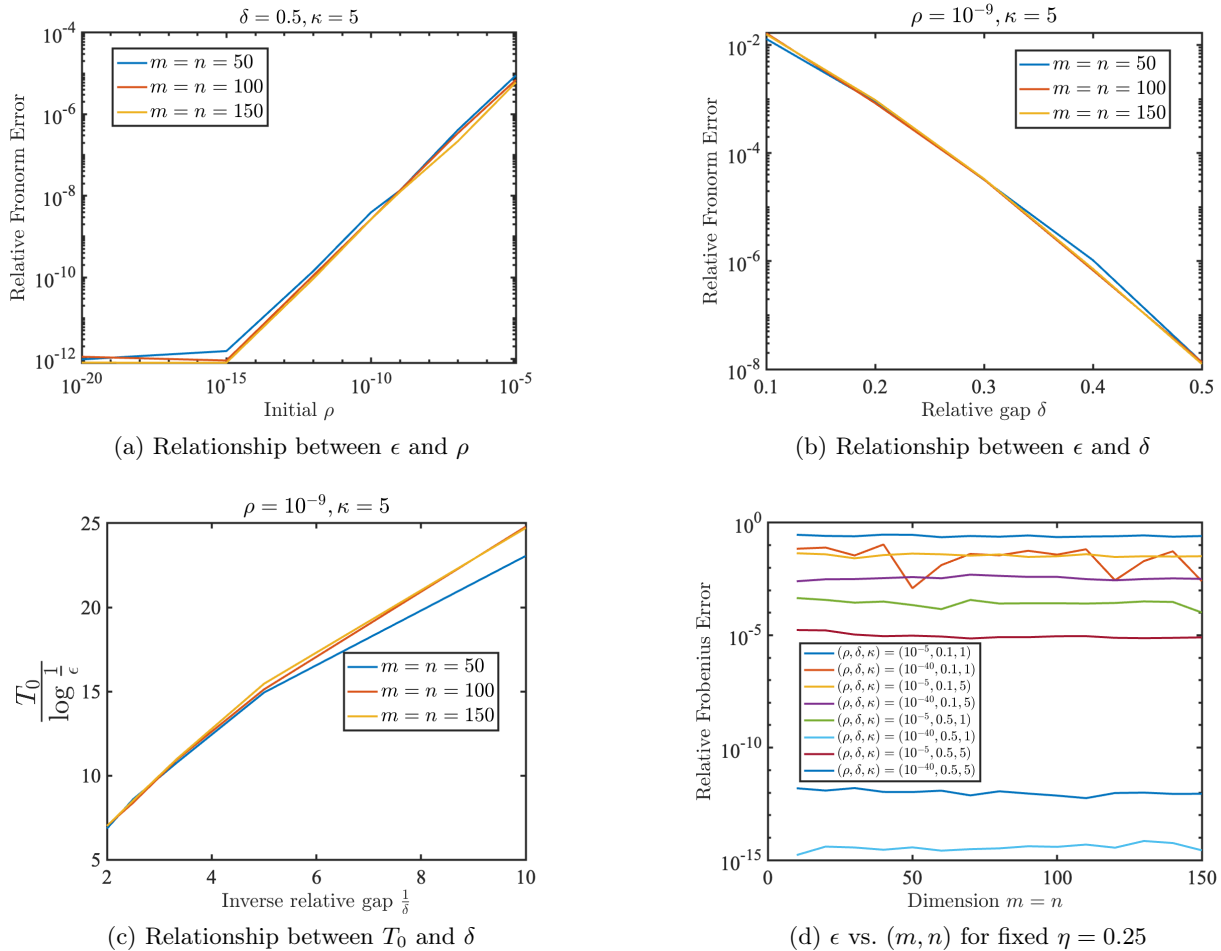 δ = 0.5, κ = 5
10⁻⁴
10⁻⁶
10⁻⁸
10⁻¹⁰
10⁻¹²
Relative Fronorm Error
m = n = 50
m = n = 100
m = n = 150
10⁻²⁰ 10⁻¹⁵ 10⁻¹⁰ 10⁻⁵
Initial ρ
(a) Relationship between ϵ and ρ
ρ = 10⁻⁹, κ = 5
10⁻²
10⁻⁴
10⁻⁶
10⁻⁸
Relative Fronorm Error
m = n = 50
m = n = 100
m = n = 150
0.1 0.2 0.3 0.4 0.5
Relative gap δ
(b) Relationship between ϵ and δ
ρ = 10⁻⁹, κ = 5
25
20
15
10
5
T₀ / log 1/ϵ
m = n = 50
m = n = 100
m = n = 150
2 4 6 8 10
Inverse relative gap 1/δ
(c) Relationship between T₀ and δ
10⁰
10⁻⁵
10⁻¹⁰
10⁻¹⁵
Relative Frobenius Error
(ρ, δ, κ) = (10⁻⁵, 0.1, 1)
(ρ, δ, κ) = (10⁻⁴⁰, 0.1, 1)
(ρ, δ, κ) = (10⁻⁵, 0.1, 5)
(ρ, δ, κ) = (10⁻⁴⁰, 0.1, 5)
(ρ, δ, κ) = (10⁻⁵, 0.5, 1)
(ρ, δ, κ) = (10⁻⁴⁰, 0.5, 1)
(ρ, δ, κ) = (10⁻⁵, 0.5, 5)
(ρ, δ, κ) = (10⁻⁴⁰, 0.5, 5)
0 50 100 150
Dimension m = n
(d) ϵ vs. (m, n) for fixed η = 0.25